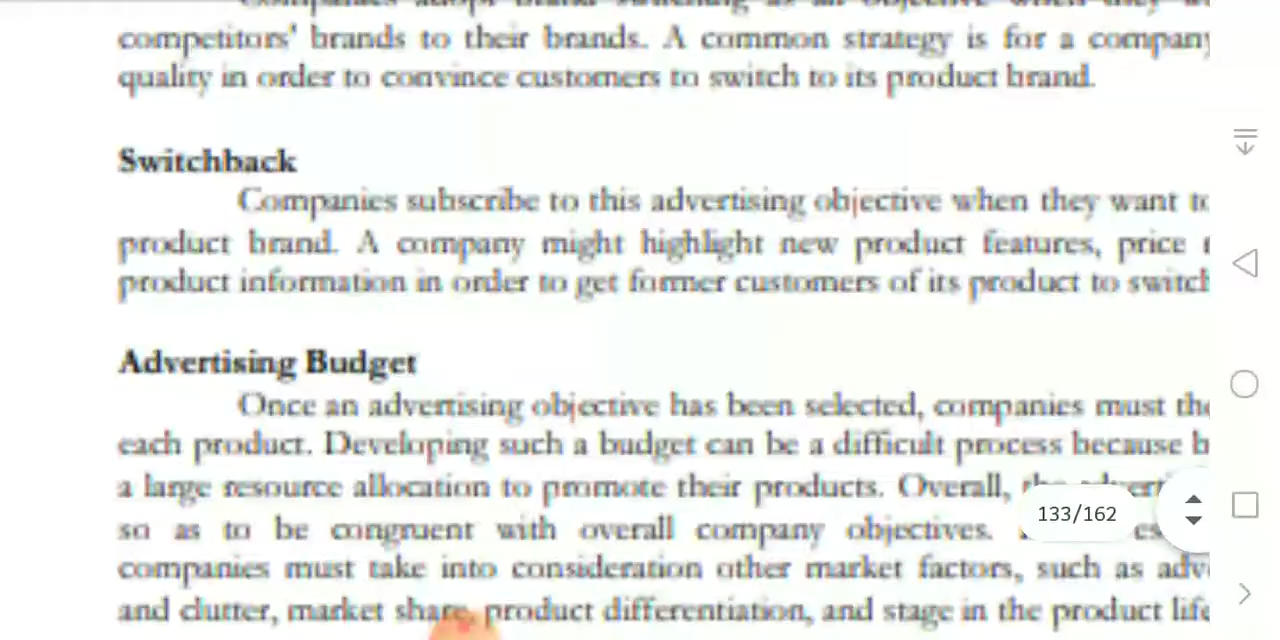 competitors' brands to their brands. A common strategy is for a company
quality in order to convince customers to switch to its product brand.
Switchback
Companies subscribe to this advertising objective when they want to
product brand. A company might highlight new product features, price
product information in order to get former customers of its product to switch
Advertising Budget
Once an advertising objective has been selected, companies must
each product. Developing such a budget can be a difficult process because
a large resource allocation to promote their products. Overall,
so as to be congruent with overall company objectives.
133/162
companies must take into consideration other market factors, such as
and clutter, market share, product differentiation, and stage in the product life